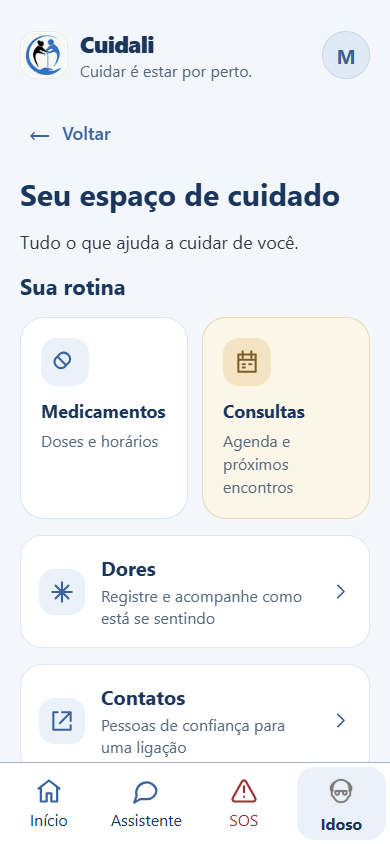 Cuidali
Cuidar é estar por perto.
M
← Voltar
Seu espaço de cuidado
Tudo o que ajuda a cuidar de você.
Sua rotina
Medicamentos
Doses e horários
Consultas
Agenda e
próximos
encontros
Dores
Registre e acompanhe como
está se sentindo
Contatos
Pessoas de confiança para
uma ligação
Início
Assistente
SOS
Idoso